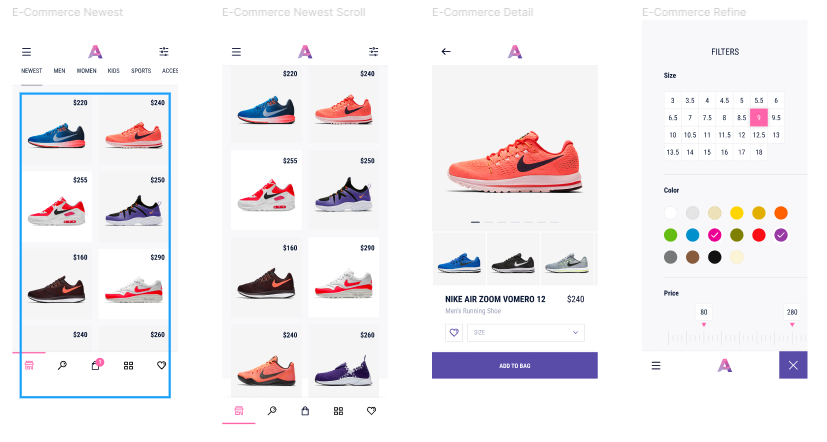 E-Commerce Newest
NEWEST MEN WOMEN KIDS SPORTS ACCES
$220 $240
$255 $250
$160 $290
$240 $260
1
E-Commerce Newest Scroll
$220 $240
$255 $250
$160 $290
$240 $260
E-Commerce Detail
NIKE AIR ZOOM VOMERO 12 $240
Men's Running Shoe
SIZE
ADD TO BAG
E-Commerce Refine
FILTERS
Size
3 3.5 4 4.5 5 5.5 6
6.5 7 7.5 8 8.5 9 9.5
10 10.5 11 11.5 12 12.5 13
13.5 14 15 16 17 18
Color
Price
80 280